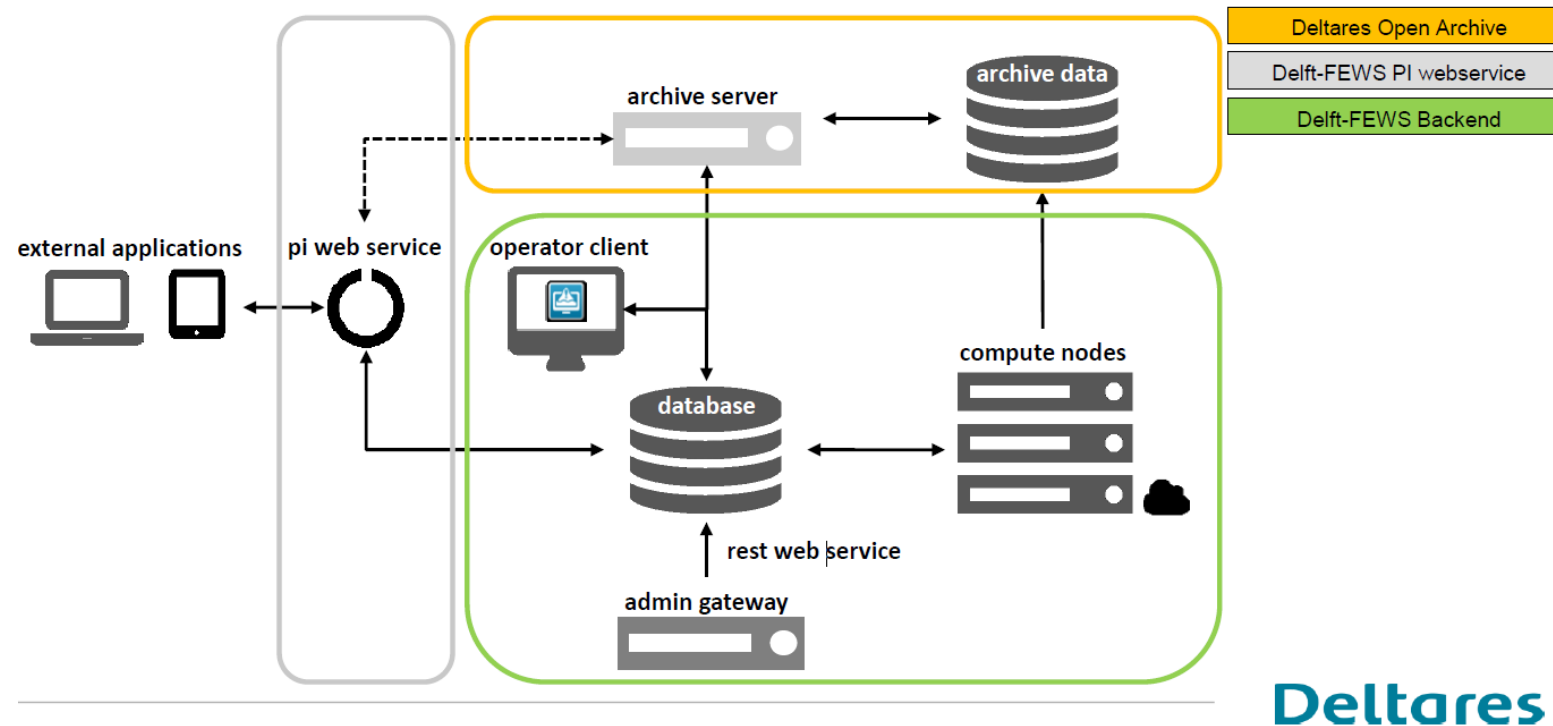 Deltares Open Archive
Delft-FEWS PI webservice
Delft-FEWS Backend
archive data
archive server
external applications
pi web service
operator client
compute nodes
database
rest web service
admin gateway
Deltares